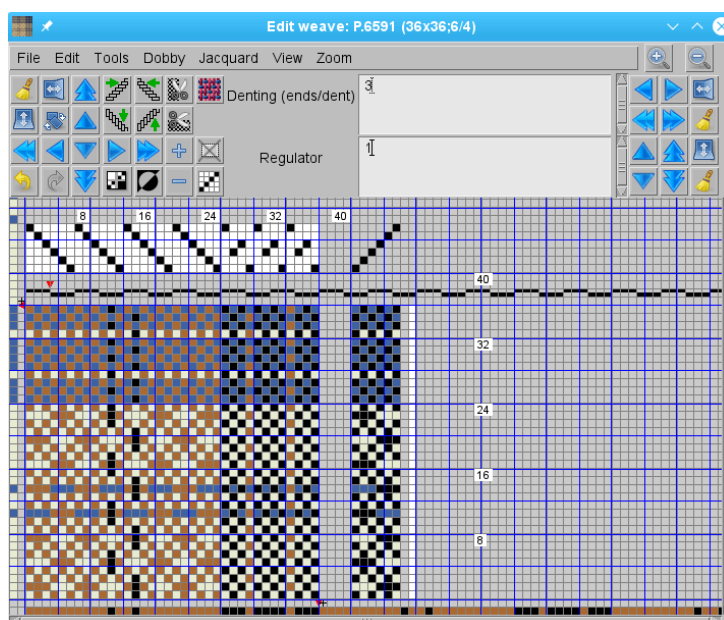 Edit weave: P.6591 (36x36;6/4)
File Edit Tools Dobby Jacquard View Zoom
Denting (ends/dent) 3
Regulator 1
8 16 24 32 40
40
32
24
16
8